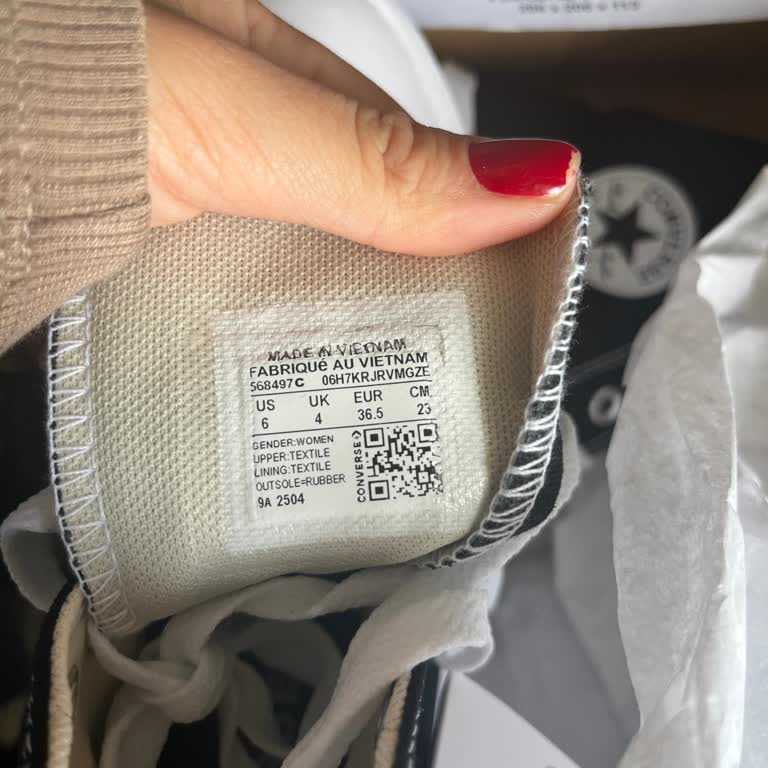 MADE IN VIETNAM
FABRIQUé AU VIETNAM
568497C 06H7KRJRVMGZE
US UK EUR CM
6 4 36.5 23
GENDER:WOMEN
UPPER:TEXTILE
LINING:TEXTILE
OUTSOLE=RUBBER
9A 2504
CONVERSE
CONVERSE